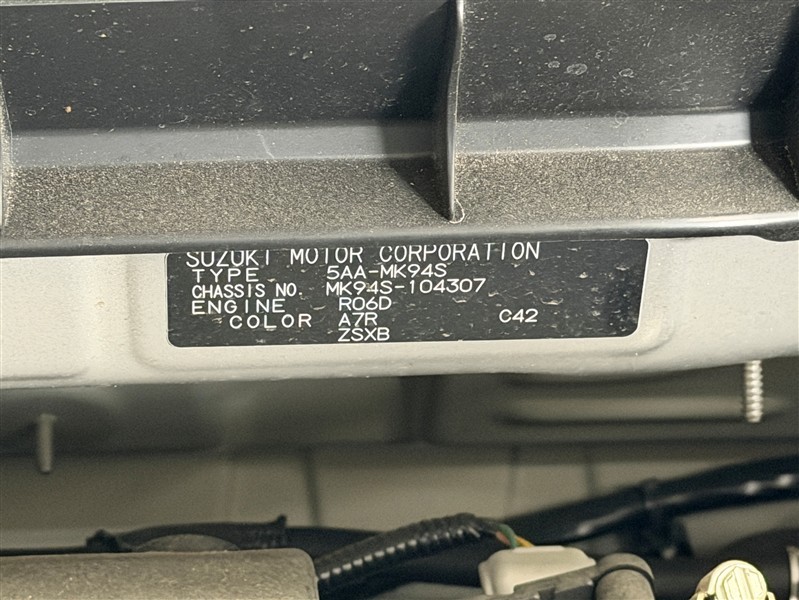 SUZUKI MOTOR CORPORATION
TYPE 5AA-MK94S
CHASSIS NO. MK94S-104307
ENGINE R06D
COLOR A7R C42
ZSXB